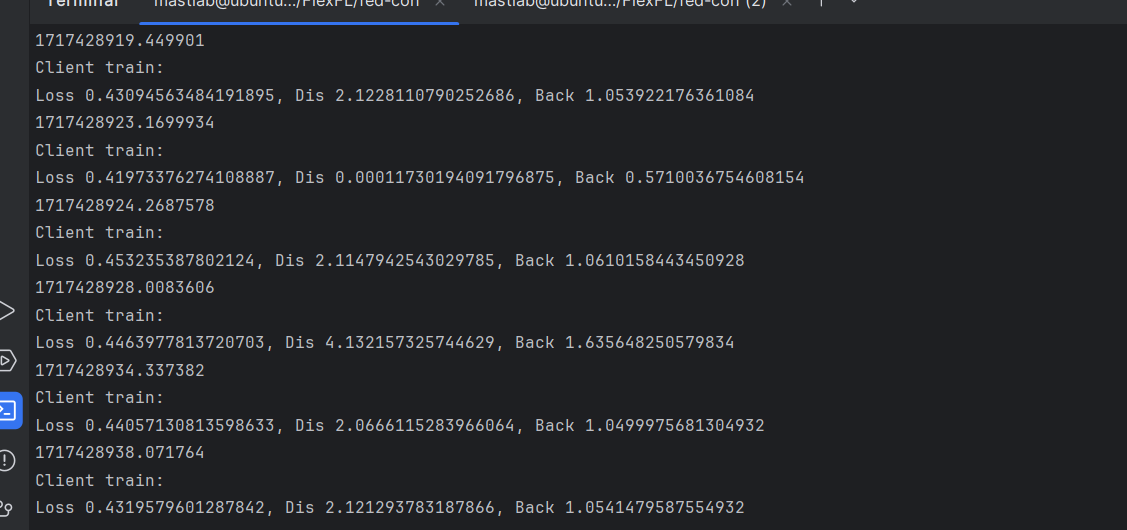 Terminal mastlab@ubuntu:.../FlexFL/fed-con × mastlab@ubuntu:.../FlexFL/fed-con (2) ×
1717428919.449901
Client train:
Loss 0.43094563484191895, Dis 2.1228110790252686, Back 1.053922176361084
1717428923.1699934
Client train:
Loss 0.41973376274108887, Dis 0.00011730194091796875, Back 0.5710036754608154
1717428924.2687578
Client train:
Loss 0.453235387802124, Dis 2.1147942543029785, Back 1.0610158443450928
1717428928.0083606
Client train:
Loss 0.4463977813720703, Dis 4.132157325744629, Back 1.635648250579834
1717428934.337382
Client train:
Loss 0.44057130813598633, Dis 2.0666115283966064, Back 1.0499975681304932
1717428938.071764
Client train:
Loss 0.4319579601287842, Dis 2.121293783187866, Back 1.0541479587554932